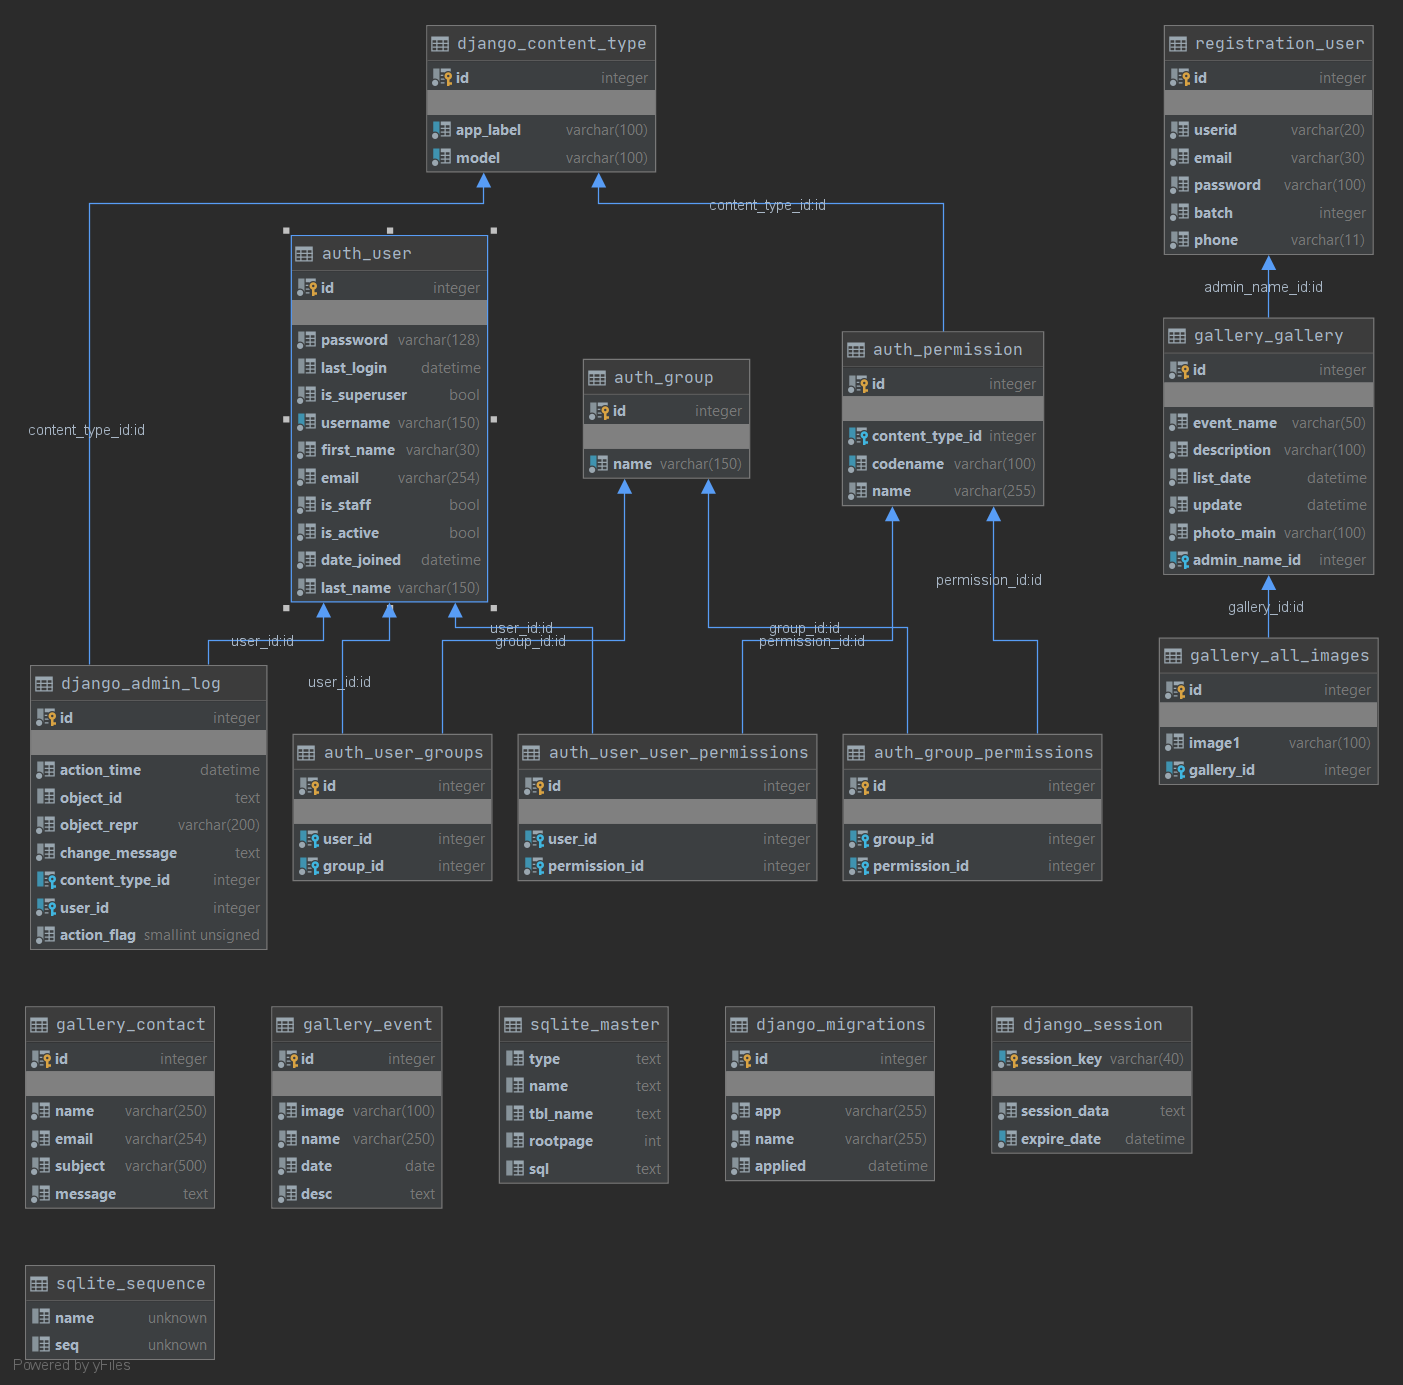 django_content_type
id integer
app_label varchar(100)
model varchar(100)
registration_user
id integer
userid varchar(20)
email varchar(30)
password varchar(100)
batch integer
phone varchar(11)
content_type_id:id
content_type_id:id
admin_name_id:id
auth_user
id integer
password varchar(128)
last_login datetime
is_superuser bool
username varchar(150)
first_name varchar(30)
email varchar(254)
is_staff bool
is_active bool
date_joined datetime
last_name varchar(150)
auth_group
id integer
name varchar(150)
auth_permission
id integer
content_type_id integer
codename varchar(100)
name varchar(255)
gallery_gallery
id integer
event_name varchar(50)
description varchar(100)
list_date datetime
update datetime
photo_main varchar(100)
admin_name_id integer
permission_id:id
gallery_id:id
user_id:id
user_id:id
group_id:id
group_id:id
permission_id:id
user_id:id
gallery_all_images
id integer
image1 varchar(100)
gallery_id integer
django_admin_log
id integer
action_time datetime
object_id text
object_repr varchar(200)
change_message text
content_type_id integer
user_id integer
action_flag smallint unsigned
auth_user_groups
id integer
user_id integer
group_id integer
auth_user_user_permissions
id integer
user_id integer
permission_id integer
auth_group_permissions
id integer
group_id integer
permission_id integer
gallery_contact
id integer
name varchar(250)
email varchar(254)
subject varchar(500)
message text
gallery_event
id integer
image varchar(100)
name varchar(250)
date date
desc text
sqlite_master
type text
name text
tbl_name text
rootpage int
sql text
django_migrations
id integer
app varchar(255)
name varchar(255)
applied datetime
django_session
session_key varchar(40)
session_data text
expire_date datetime
sqlite_sequence
name unknown
seq unknown
Powered by yFiles